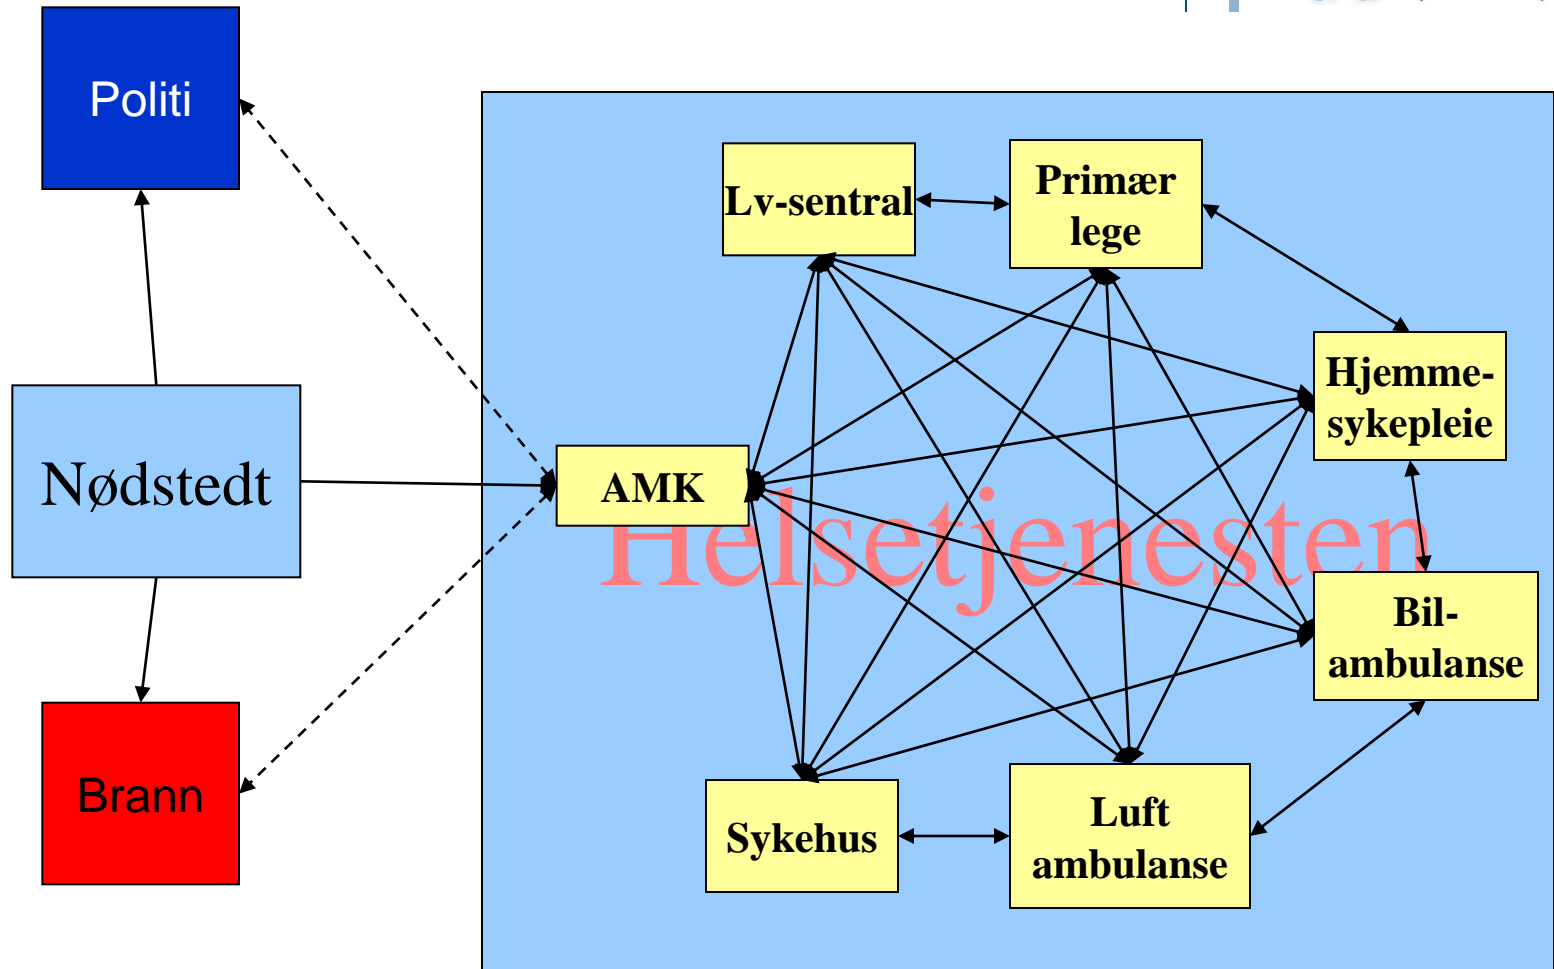 Politi
Lv-sentral
Primær
lege
Hjemme-
sykepleie
Nødstedt
AMK
Helsetjenesten
Bil-
ambulanse
Brann
Sykehus
Luft
ambulanse